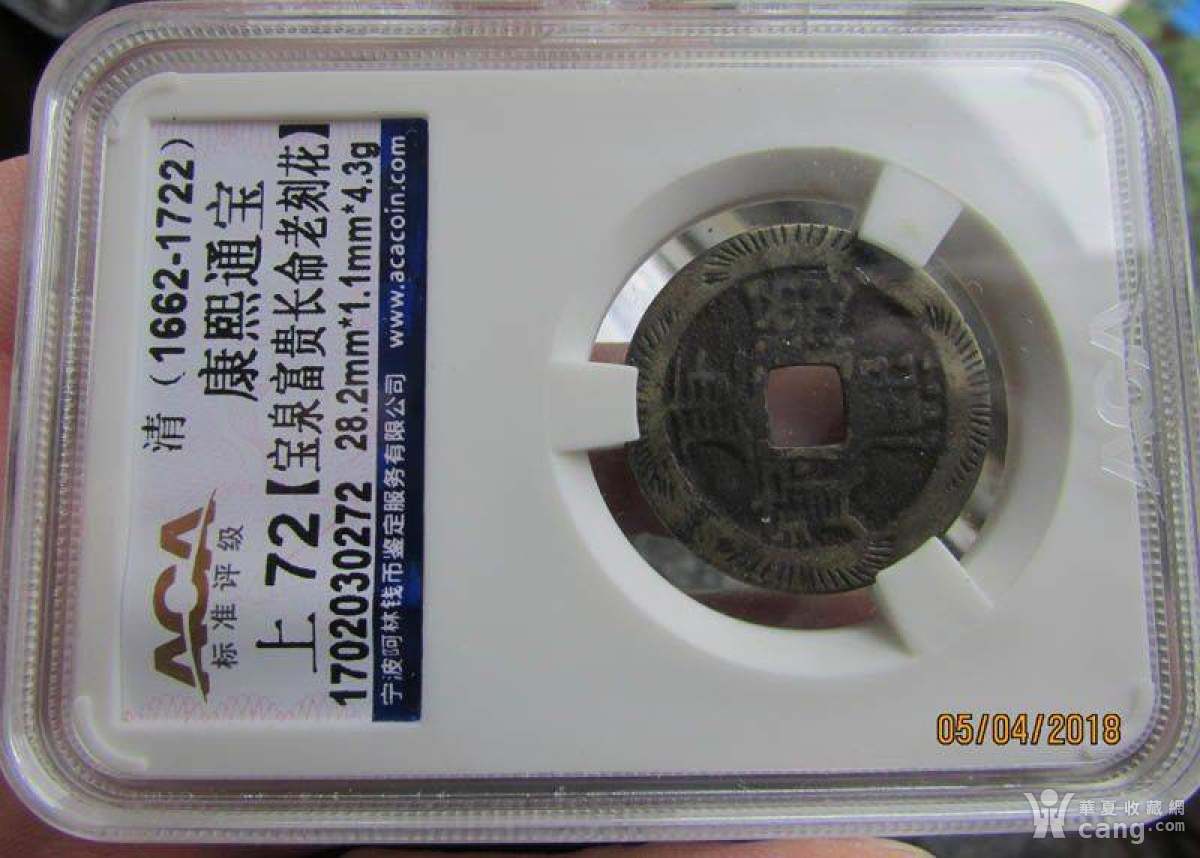 清（1662-1722）
康熙通宝
ACA
标准评级
上 72【宝泉富贵长命老刻花】
1702030272 28.2mm*1.1mm*4.3g
宁波阿林钱币鉴定服务有限公司 www.acacoin.com
ACA
05/04/2018
華夏收藏網
cang.com